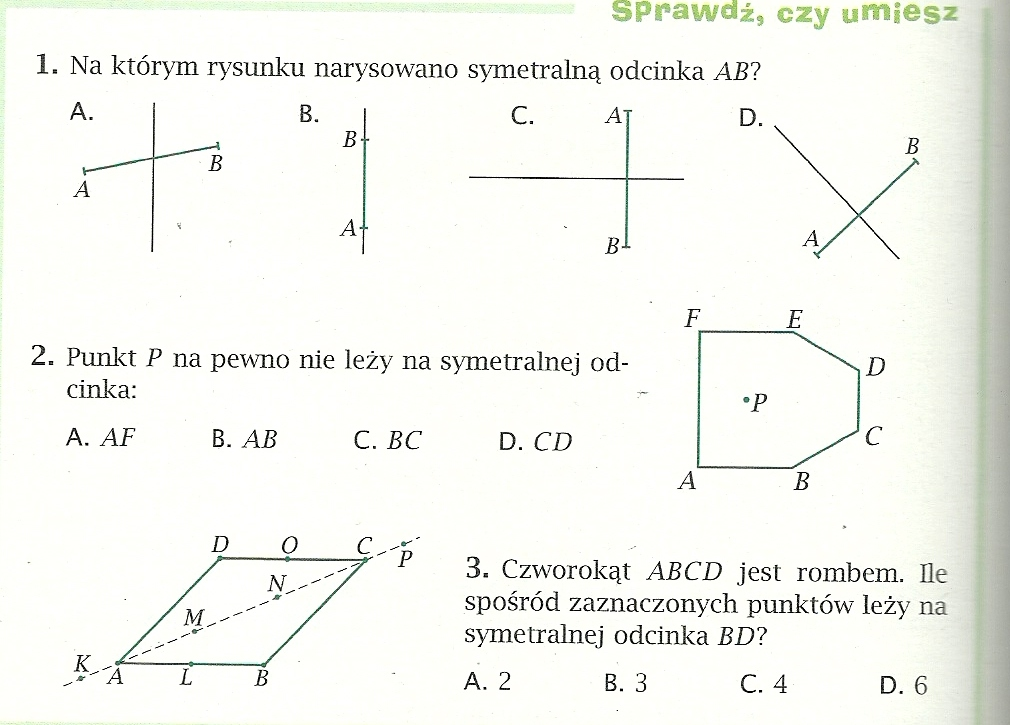 Sprawdź, czy umiesz
1. Na którym rysunku narysowano symetralną odcinka AB?
A.
B.
C.
D.
A
B
B
A
A
B
A
B
2. Punkt P na pewno nie leży na symetralnej od-
cinka:
A. AF B. AB C. BC D. CD
F E
D
P
C
A B
D O C P
N
M
K A L B
3. Czworokąt ABCD jest rombem. Ile
spośród zaznaczonych punktów leży na
symetralnej odcinka BD?
A. 2 B. 3 C. 4 D. 6